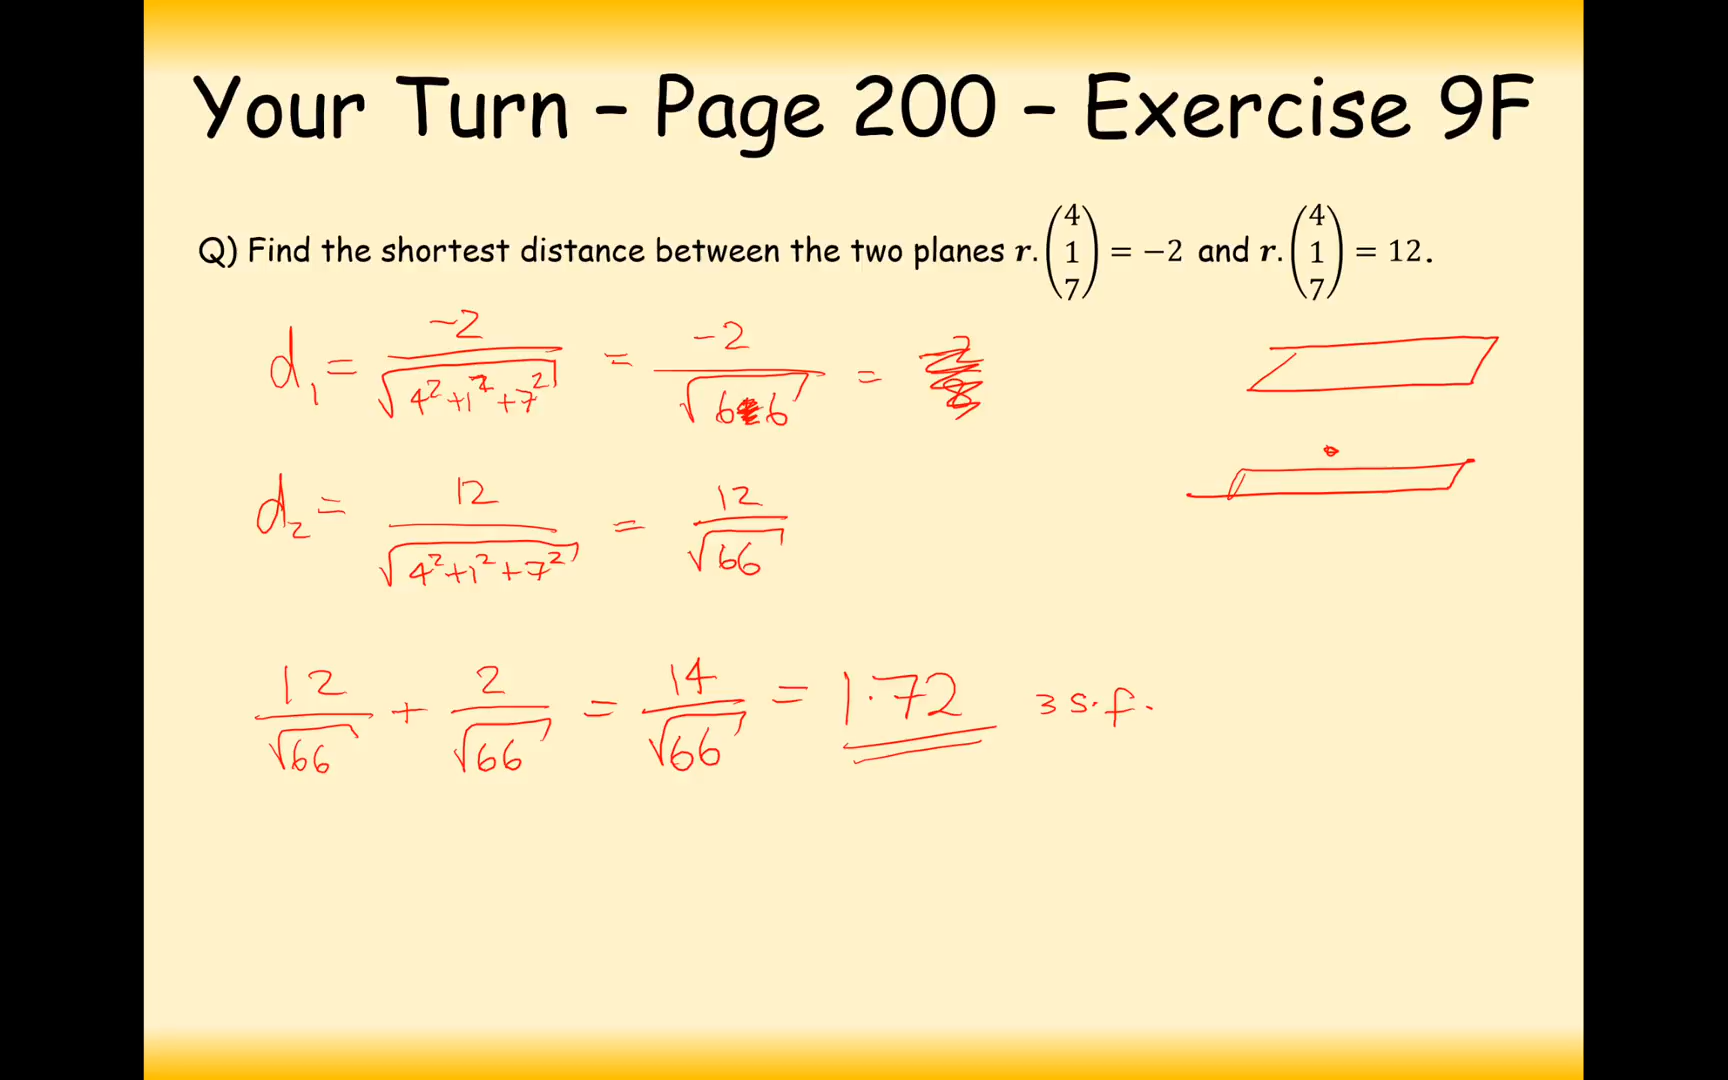 Your Turn – Page 200 – Exercise 9F
Q) Find the shortest distance between the two planes r.(4 1 7) = −2 and r.(4 1 7) = 12.
d₁ = -2/√(4²+1²+7²) = -2/√66 =
d₂ = 12/√(4²+1²+7²) = 12/√66
12/√66 + 2/√66 = 14/√66 = 1.72 3 s.f.